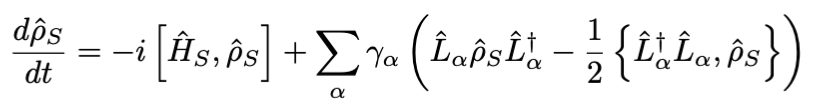 \frac{d\hat{\rho}_S}{dt} = -i\left[\hat{H}_S, \hat{\rho}_S\right] + \sum_{\alpha} \gamma_{\alpha} \left( \hat{L}_{\alpha} \hat{\rho}_S \hat{L}_{\alpha}^{\dagger} - \frac{1}{2} \left\{ \hat{L}_{\alpha}^{\dagger} \hat{L}_{\alpha}, \hat{\rho}_S \right\} \right)